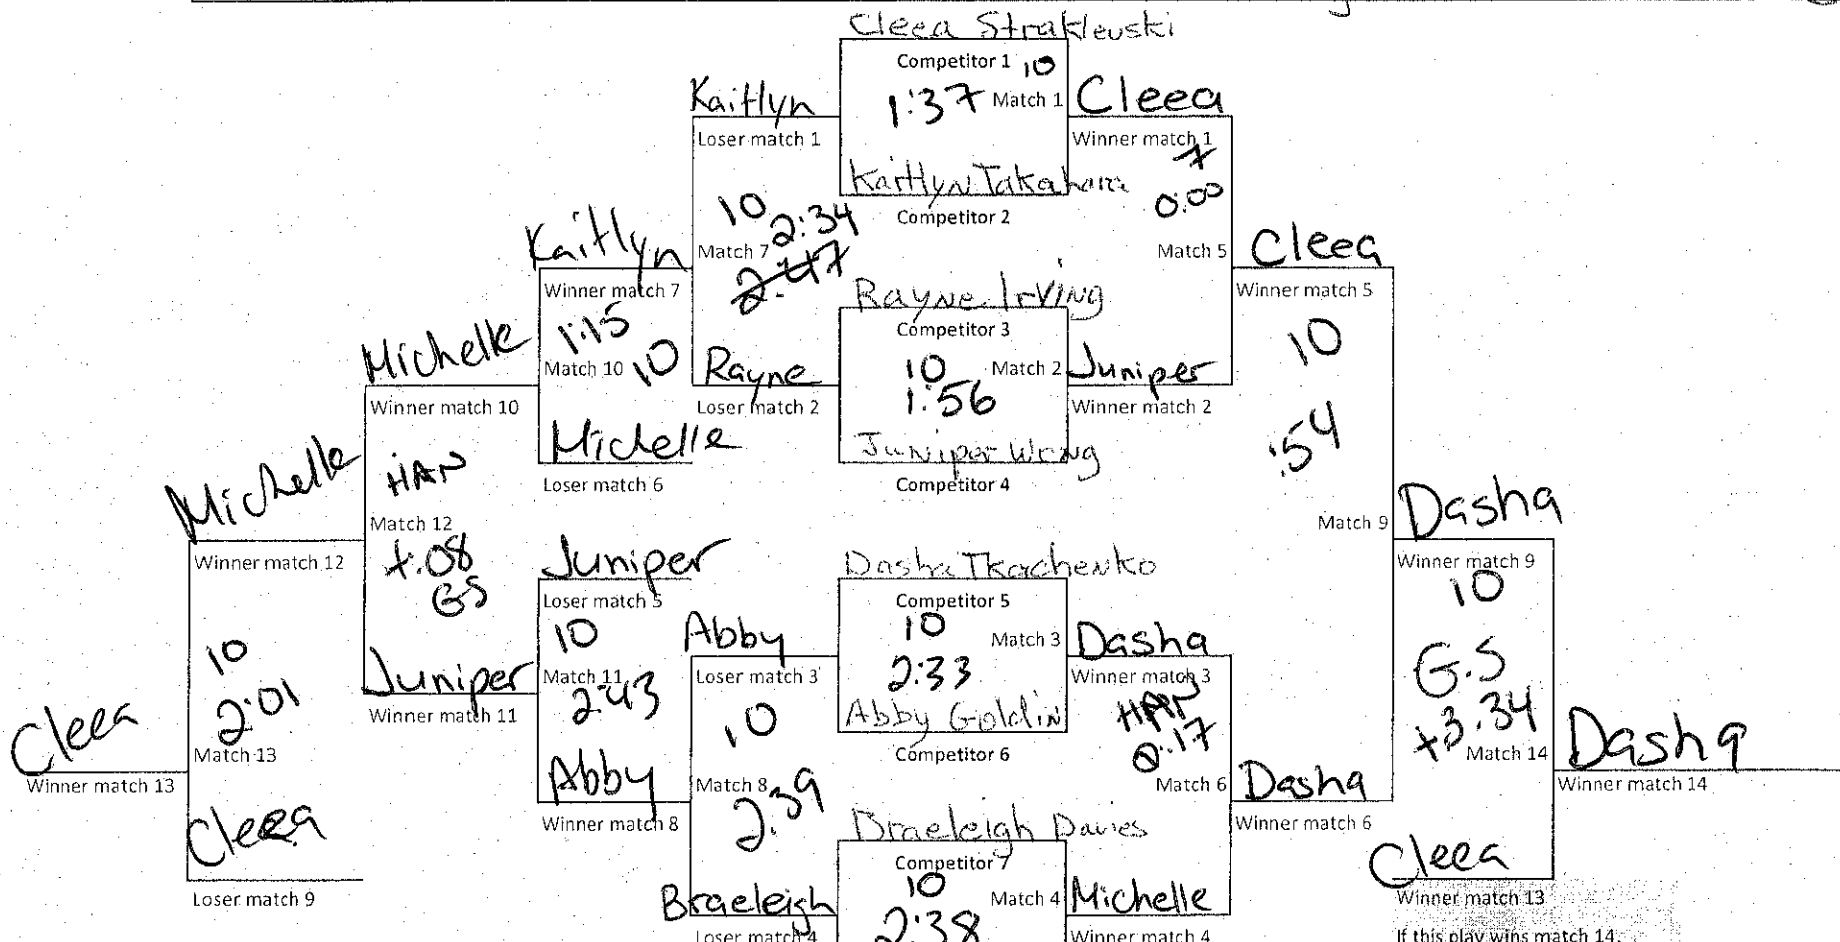 Cleea Straklevski
Competitor 1
10
1:37
Match 1
Kaitlyn Takahara
Competitor 2
Kaitlyn
Loser match 1
Cleea
Winner match 1
7
0:00
Match 5
10
2:34
Match 7
2:47
Rayne Irving
Competitor 3
10
Match 2
1:56
Juniper Wong
Competitor 4
Rayne
Loser match 2
Juniper
Winner match 2
Cleea
Winner match 5
10
:54
Match 9
Kaitlyn
Winner match 7
1:15
Match 10
10
Michelle
Loser match 6
Michelle
Winner match 10
HAN
Match 12
+.08
GS
Michelle
Winner match 12
10
2:01
Match 13
Cleea
Winner match 13
Cleea
Loser match 9
Juniper
Loser match 5
10
Match 11
2:43
Juniper
Winner match 11
Abby
Winner match 8
Dasha Tkachenko
Competitor 5
10
Match 3
2:33
Abby Goldin
Competitor 6
Abby
Loser match 3
10
Match 8
2:39
Dasha
Winner match 3
HAN
Match 6
Braeleigh Davies
Competitor 7
10
Match 4
2:38
Braeleigh
Loser match 4
Michelle
Winner match 4
Dasha
Winner match 6
Dasha
Winner match 9
10
G.S
+3.34
Match 14
Dasha
Winner match 14
Cleea
Winner match 13
If this play wins match 14,